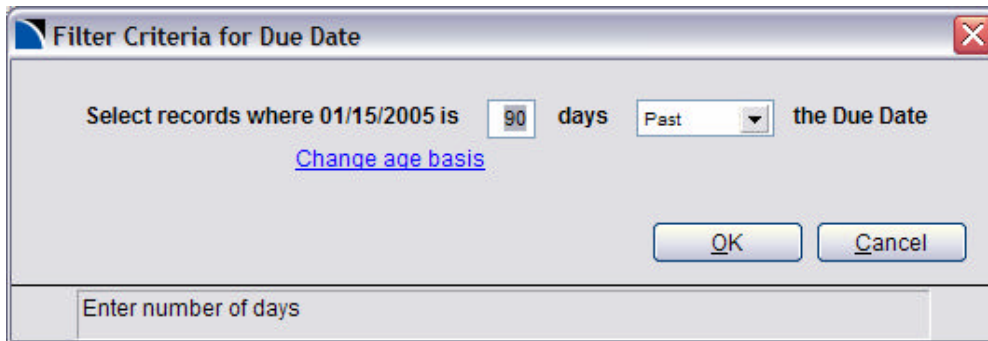 Filter Criteria for Due Date
Select records where 01/15/2005 is 90 days Past the Due Date
Change age basis
OK Cancel
Enter number of days